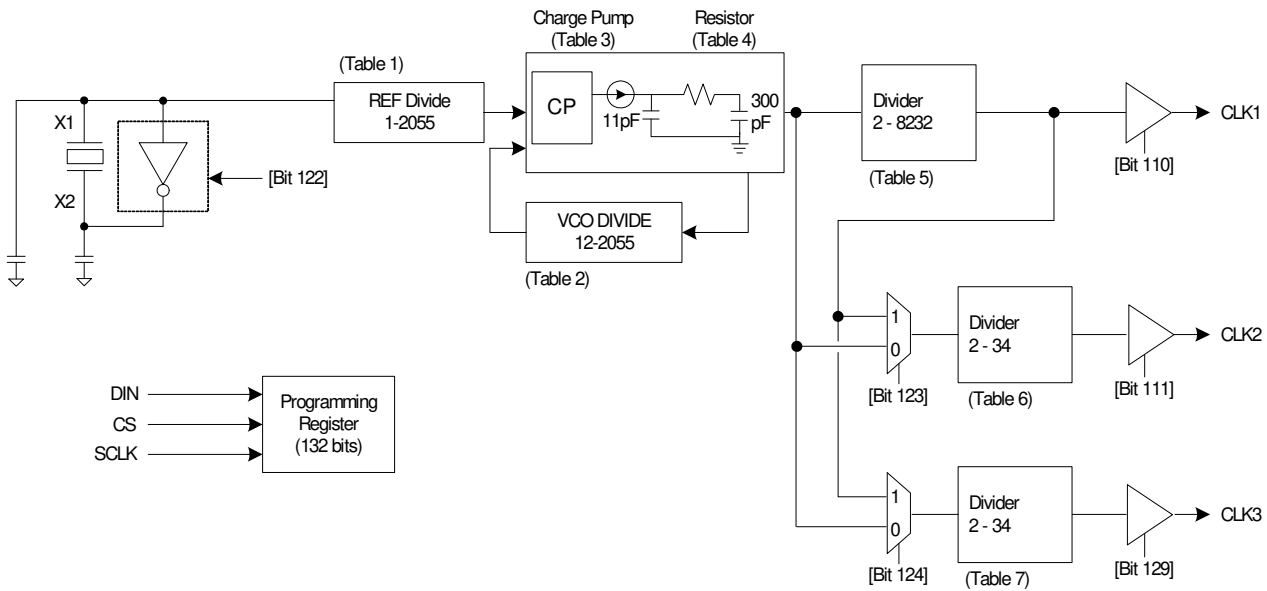 Charge Pump
(Table 3)
Resistor
(Table 4)
(Table 1)
REF Divide
1-2055
CP
11pF
300
pF
Divider
2 - 8232
(Table 5)
CLK1
[Bit 110]
X1
X2
[Bit 122]
VCO DIVIDE
12-2055
(Table 2)
1
0
[Bit 123]
Divider
2 - 34
(Table 6)
CLK2
[Bit 111]
DIN
CS
SCLK
Programming
Register
(132 bits)
1
0
[Bit 124]
Divider
2 - 34
(Table 7)
CLK3
[Bit 129]